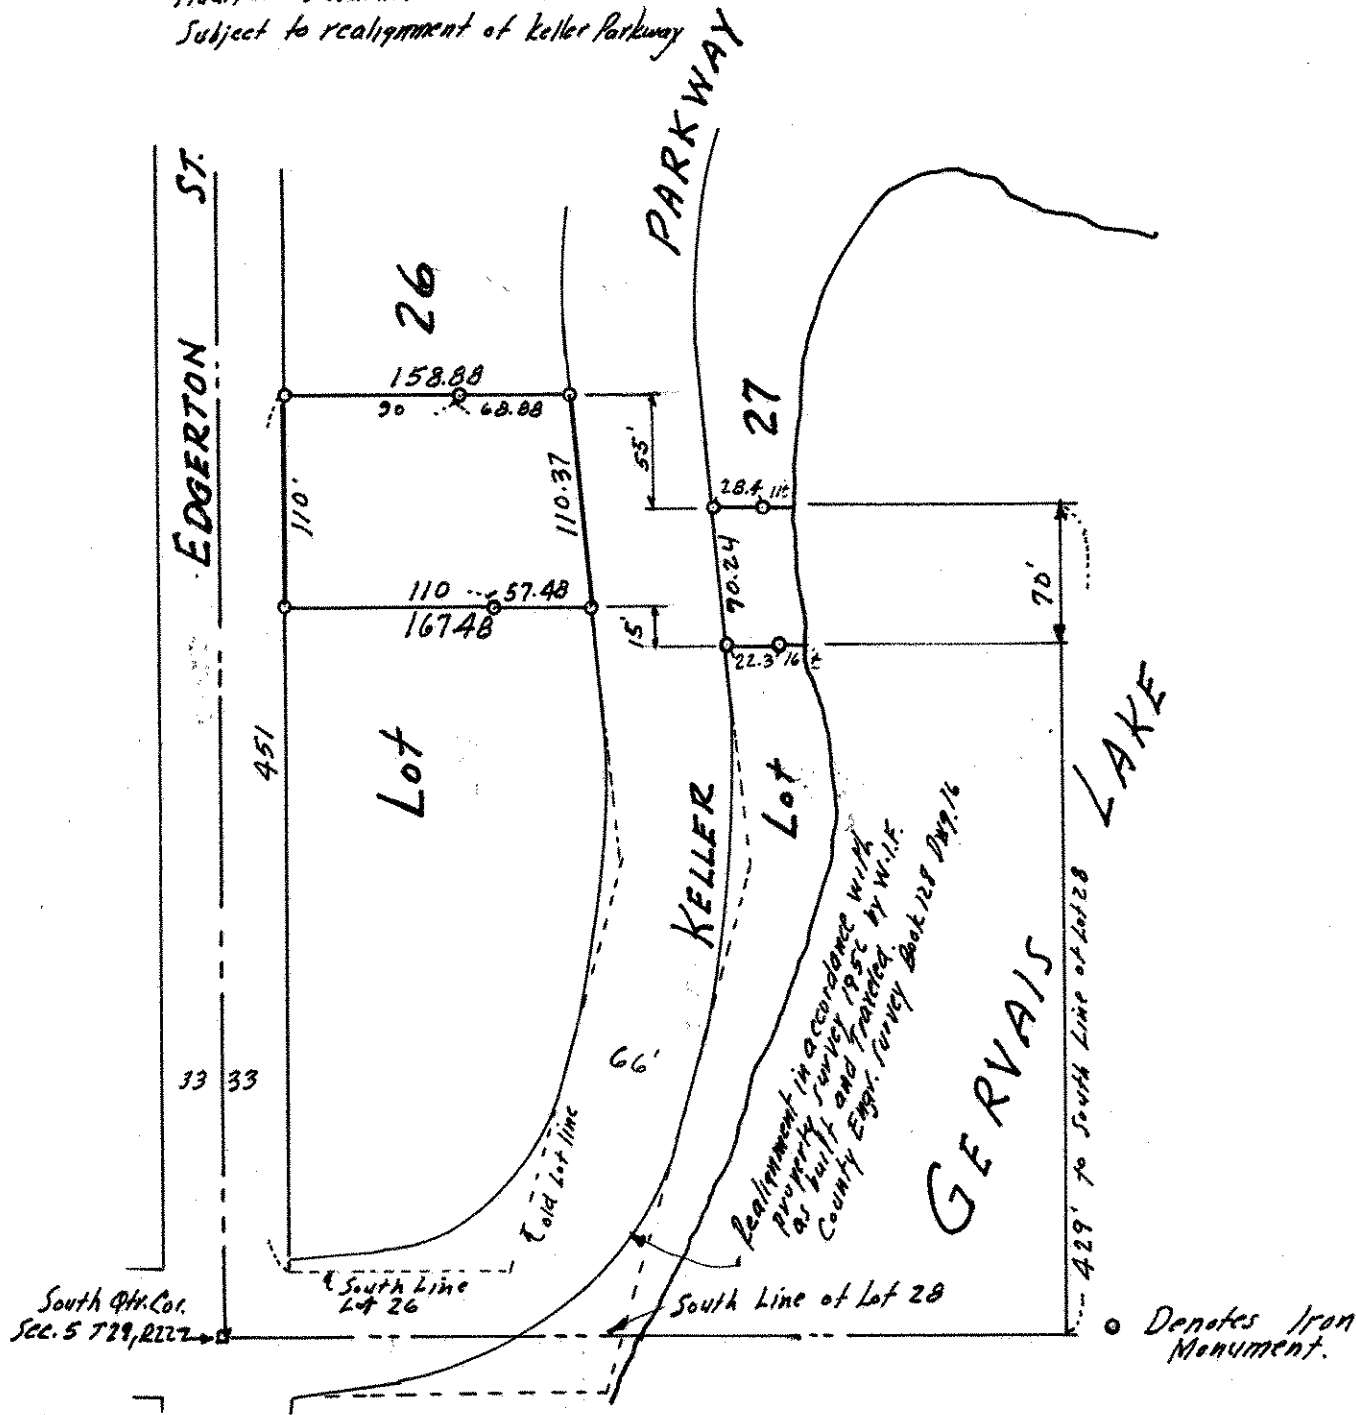 Subject to realignment of Keller Parkway
PARKWAY
EDGERTON ST.
26
158.88
90 68.88
110'
110.37
110 57.48
167.48
55'
15'
27
28.4 11±
70.24
22.3 16±
70'
451
Lot
KELLER
Lot
LAKE
GERVAIS
33 33
66'
old Lot line
Realignment in accordance with
property survey 1956
as built and Traveled by W.I.F.
County Engr. Survey Book 128 Dwg. 16
429' to South Line of Lot 28
South Line
Lot 26
South Line of Lot 28
South Qtr. Cor.
Sec. 5 T29, R22
Denotes Iron
Monument.